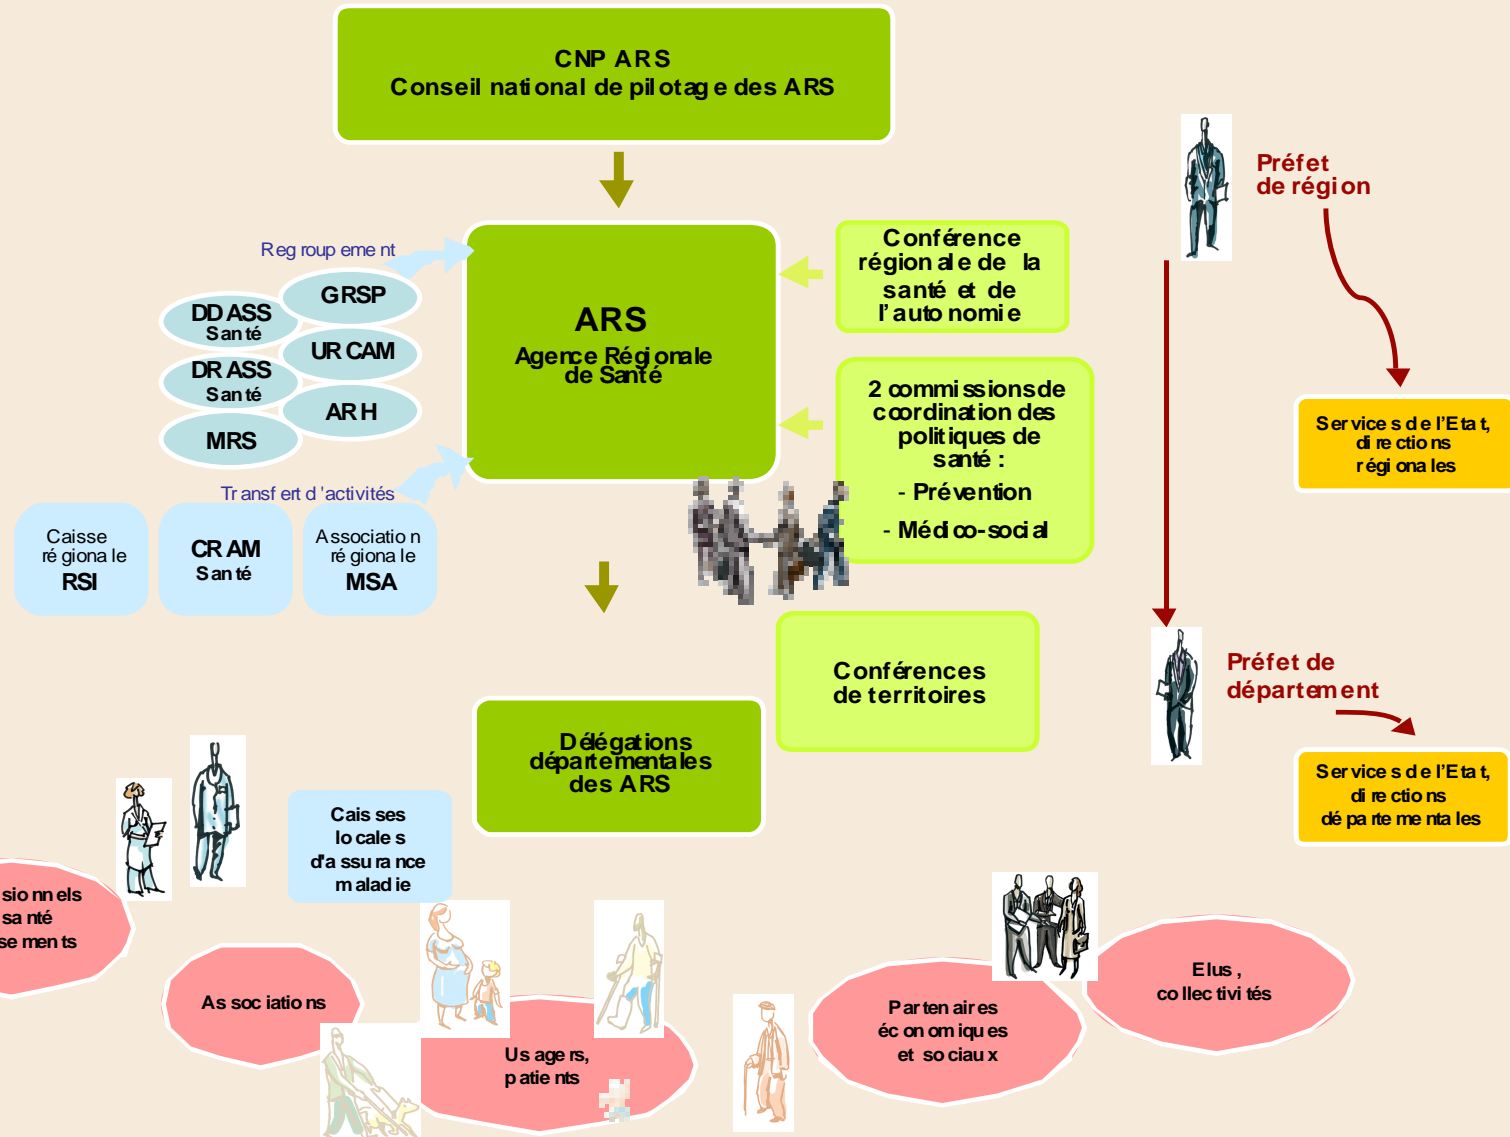 CNP ARS
Conseil national de pilotage des ARS
Préfet
de région
Regroupement
GRSP
DDASS
Santé
URCAM
DRASS
Santé
ARH
MRS
ARS
Agence Régionale
de Santé
Conférence
régionale de la
santé et de
l’autonomie
2 commissions de
coordination des
politiques de
santé :
- Prévention
- Médico-social
Services de l’Etat,
directions
régionales
Transfert d'activités
Caisse
régionale
RSI
CRAM
Santé
Association
régionale
MSA
Conférences
de territoires
Préfet de
département
Délégations
départementales
des ARS
Services de l’Etat,
directions
départementales
Caisses
locales
d'assurance
maladie
sionnels
santé
sements
Associations
Usagers,
patients
Partenaires
économiques
et sociaux
Elus,
collectivités